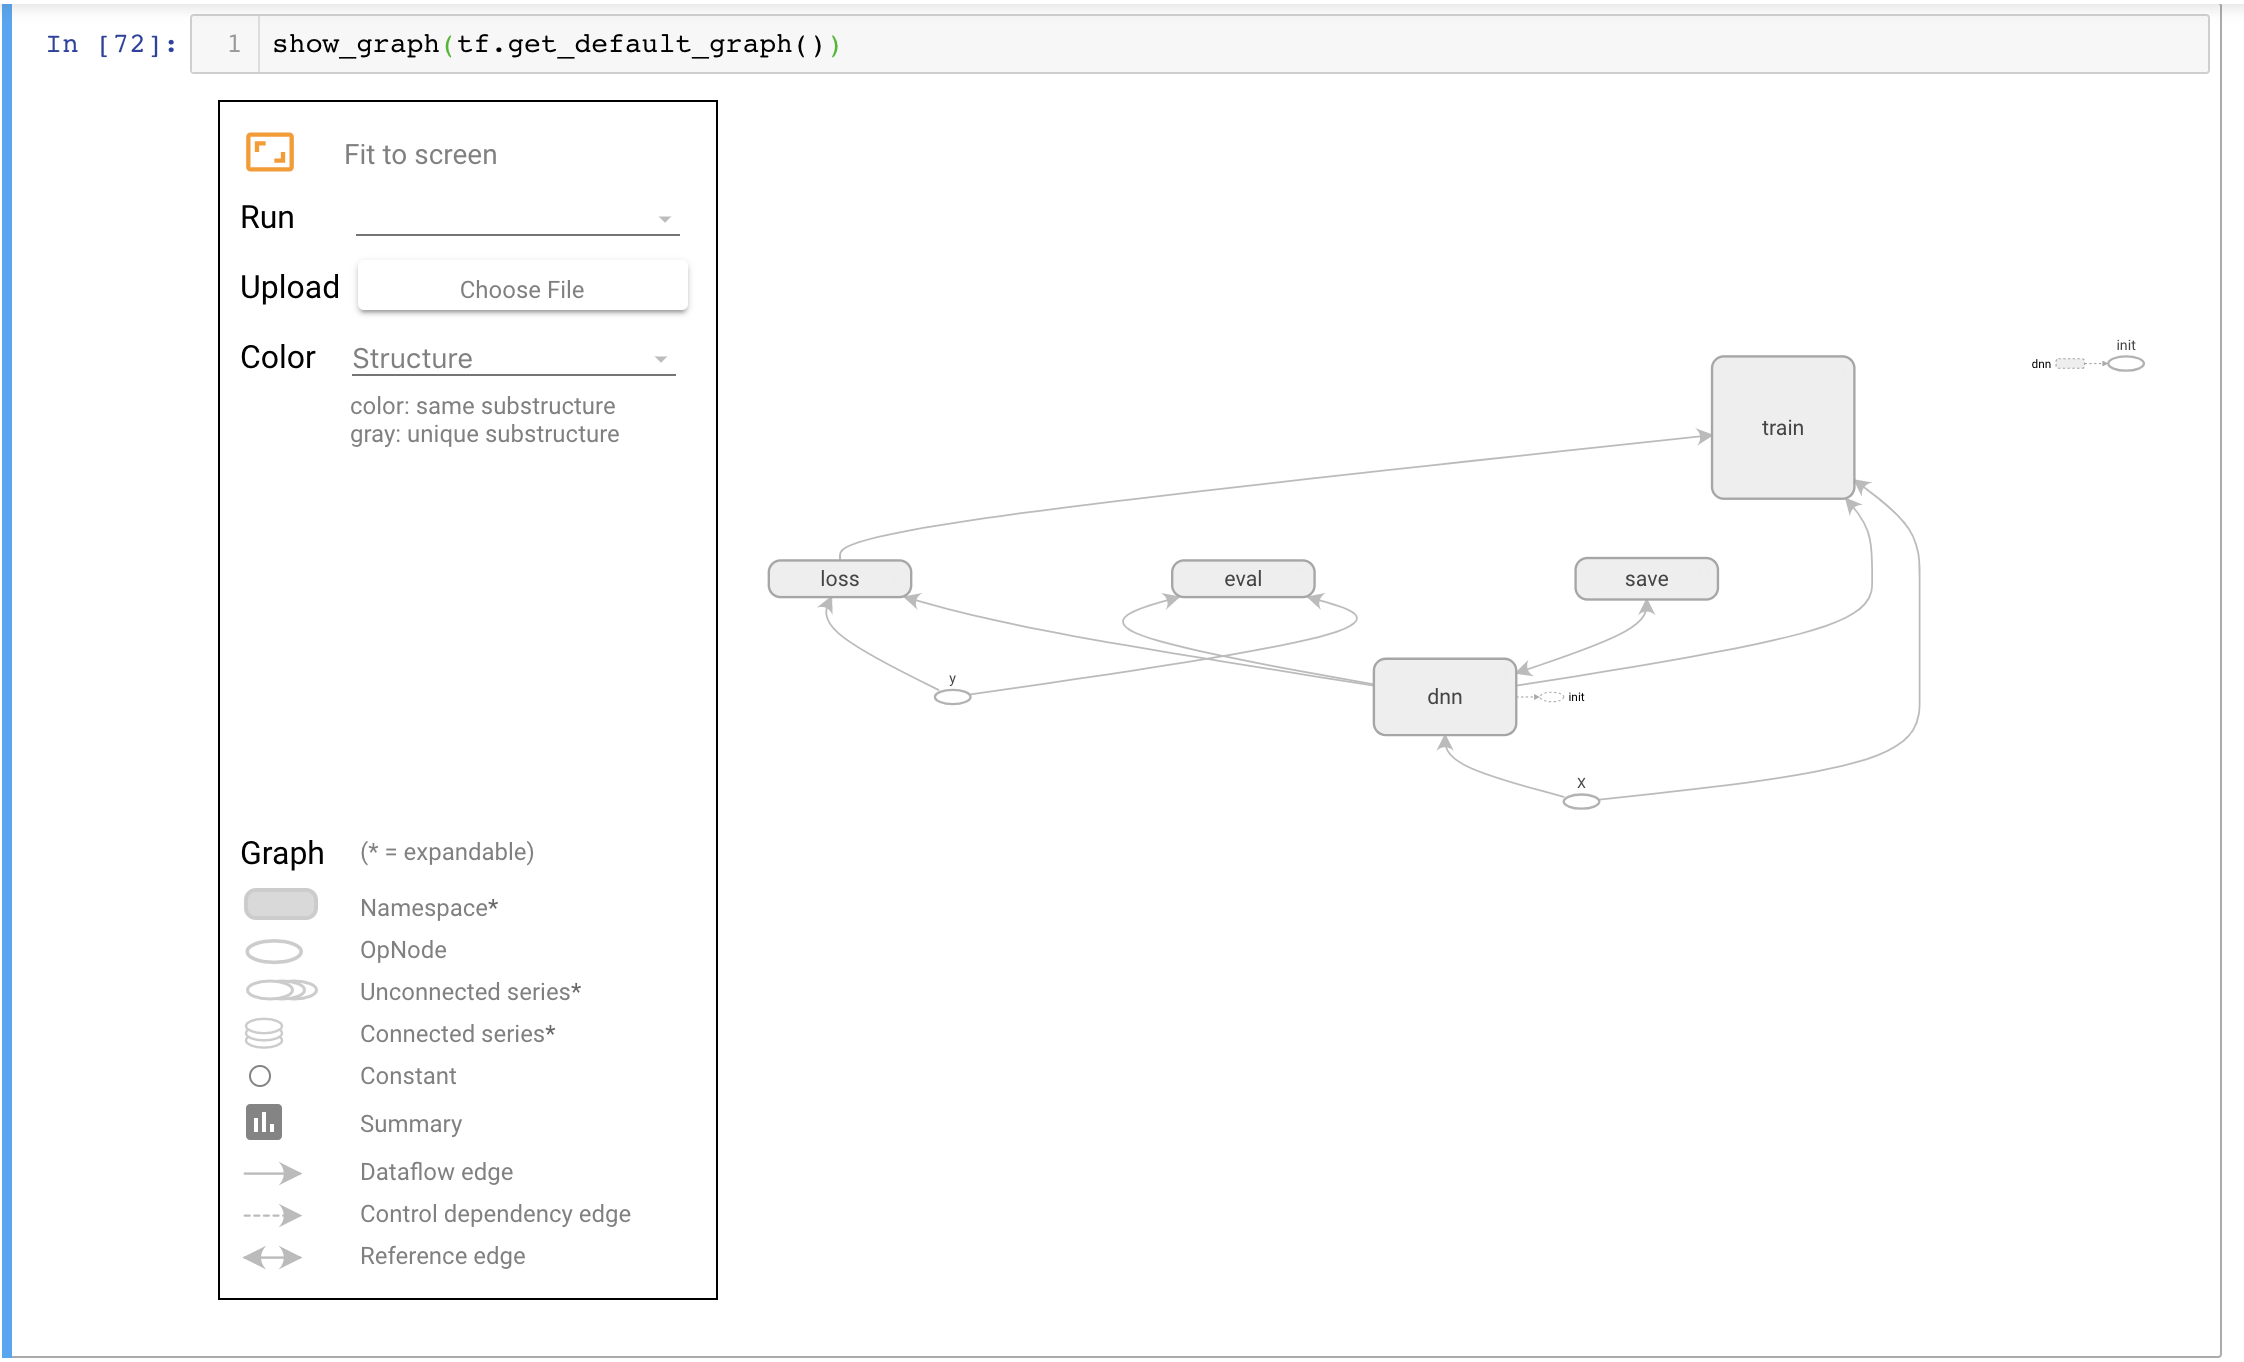 In [72]:
1 show_graph(tf.get_default_graph())
Fit to screen
Run
Upload Choose File
Color Structure
color: same substructure
gray: unique substructure
Graph (* = expandable)
Namespace*
OpNode
Unconnected series*
Connected series*
Constant
Summary
Dataflow edge
Control dependency edge
Reference edge
init
dnn
train
loss
eval
save
y
dnn
init
X